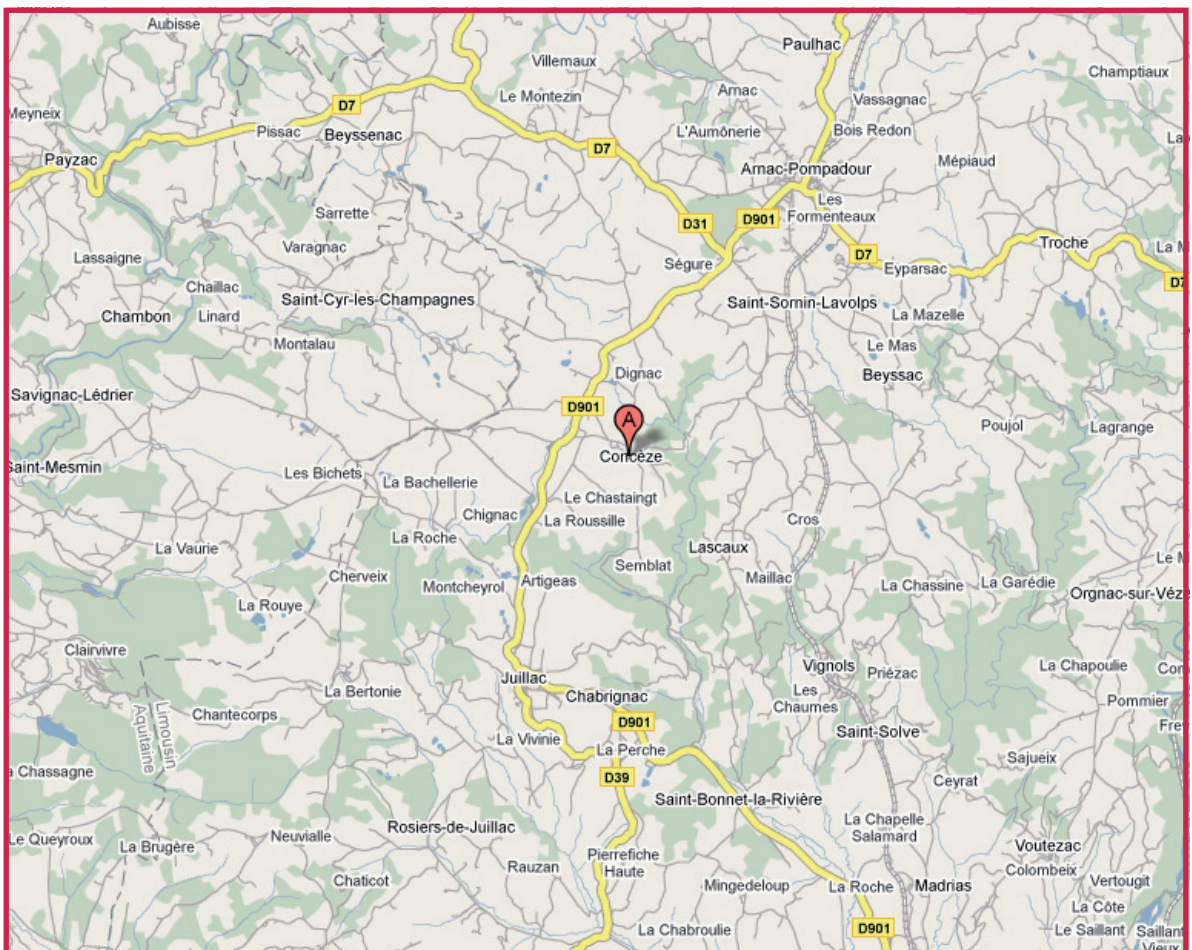 Aubisse
Paulhac
Villemaux
Champtiaux
Arnac
Le Montezin
Vassagnac
Meyneix
D7
Pissac
Beyssenac
L'Aumônerie
Bois Redon
D7
Payzac
Mépiaud
Arnac-Pompadour
Les
Formenteaux
Sarrette
D31
D901
Varagnac
Troche
D7
Lassaigne
Ségure
Eyparsac
Chaillac
D7
Saint-Cyr-les-Champagnes
Saint-Sornin-Lavolps
Chambon
Linard
La Mazelle
Montalau
Le Mas
Dignac
Beyssac
Savignac-Lédrier
D901
A
Poujol
Lagrange
Concèze
Saint-Mesmin
Les Bichets
La Bachellerie
Le Chastaingt
Chignac
La Roussille
Cros
La Roche
La Vaurie
Lascaux
Semblat
Cherveix
Montcheyrol
Artigeas
Maillac
La Chassine
La Garédie
Orgnac-sur-Véze
La Rouye
Clairvivre
Vignols
Priézac
La Chapoulie
Juillac
La Bertonie
Chabrignac
Les
Chaumes
Pommier
Chantecorps
Limousin
Aquitaine
D901
La Vivinie
La Perche
Saint-Solve
Sajueix
a Chassagne
D39
Ceyrat
Saint-Bonnet-la-Rivière
La Chapelle
Salamard
Rosiers-de-Juillac
Neuvialle
Le Queyroux
La Brugère
Voutezac
Pierrefiche
Haute
Rauzan
Colombeix
Chaticot
Mingedeloup
La Roche
Madrias
Vertougit
La Côte
D901
La Chabroulie
Le Saillant
Saillant
Vieux